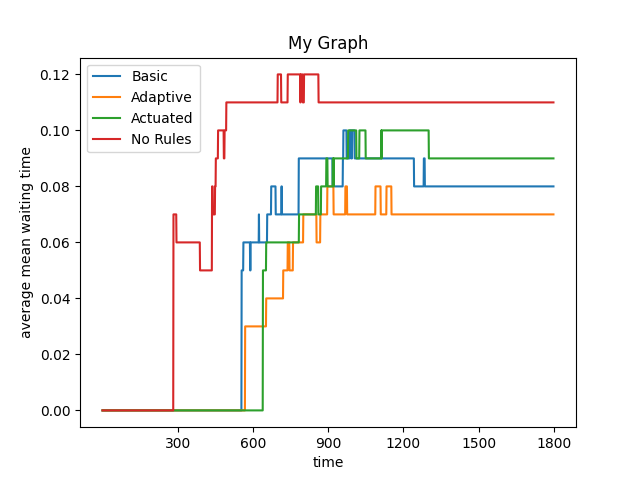 My Graph
Basic
Adaptive
Actuated
No Rules
average mean waiting time
0.12
0.10
0.08
0.06
0.04
0.02
0.00
300 600 900 1200 1500 1800
time